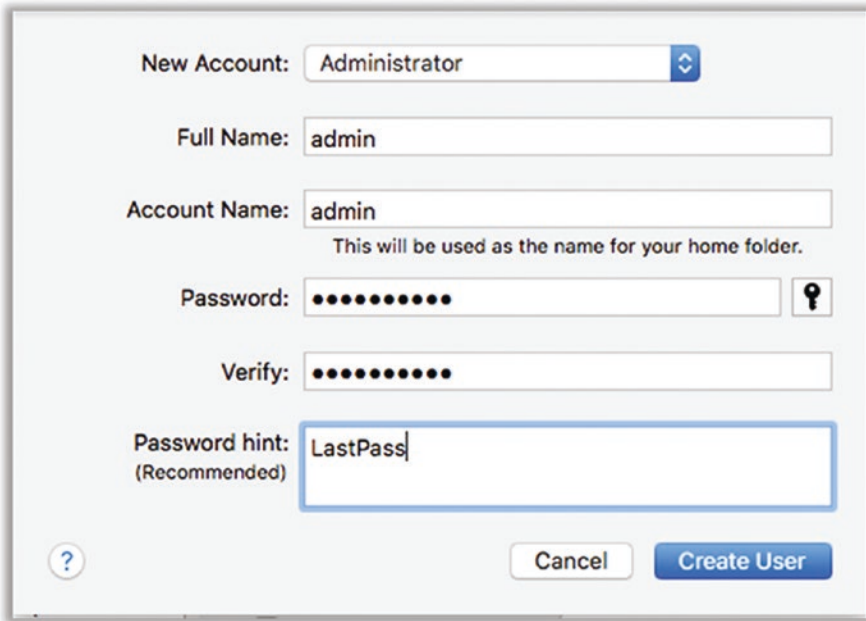 New Account: Administrator
Full Name: admin
Account Name: admin
This will be used as the name for your home folder.
Password: ••••••••••
Verify: ••••••••••
Password hint: LastPass
(Recommended)
? Cancel Create User